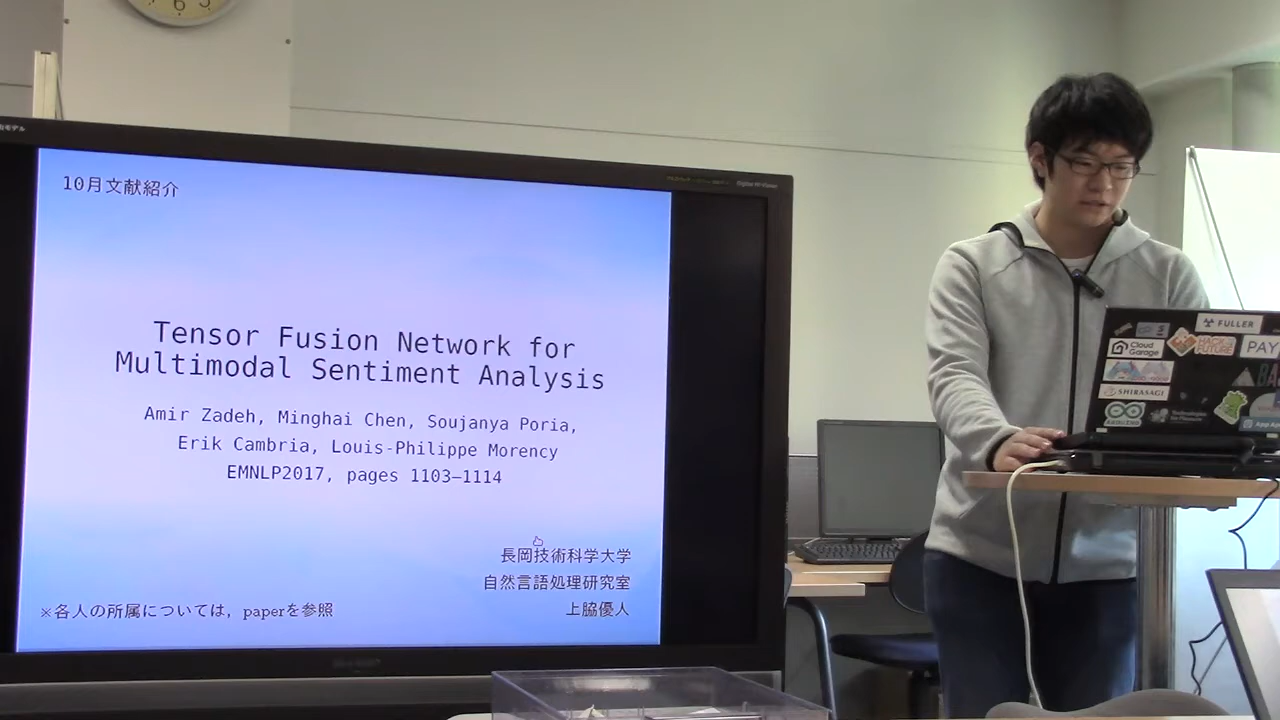 10月文献紹介
Tensor Fusion Network for
Multimodal Sentiment Analysis
Amir Zadeh, Minghai Chen, Soujanya Poria,
Erik Cambria, Louis-Philippe Morency
EMNLP2017, pages 1103–1114
長岡技術科学大学
自然言語処理研究室
上脇優人
※各人の所属については，paperを参照
FULLER
Cloud
Garage
PAY
SHIRASAGI
6
5